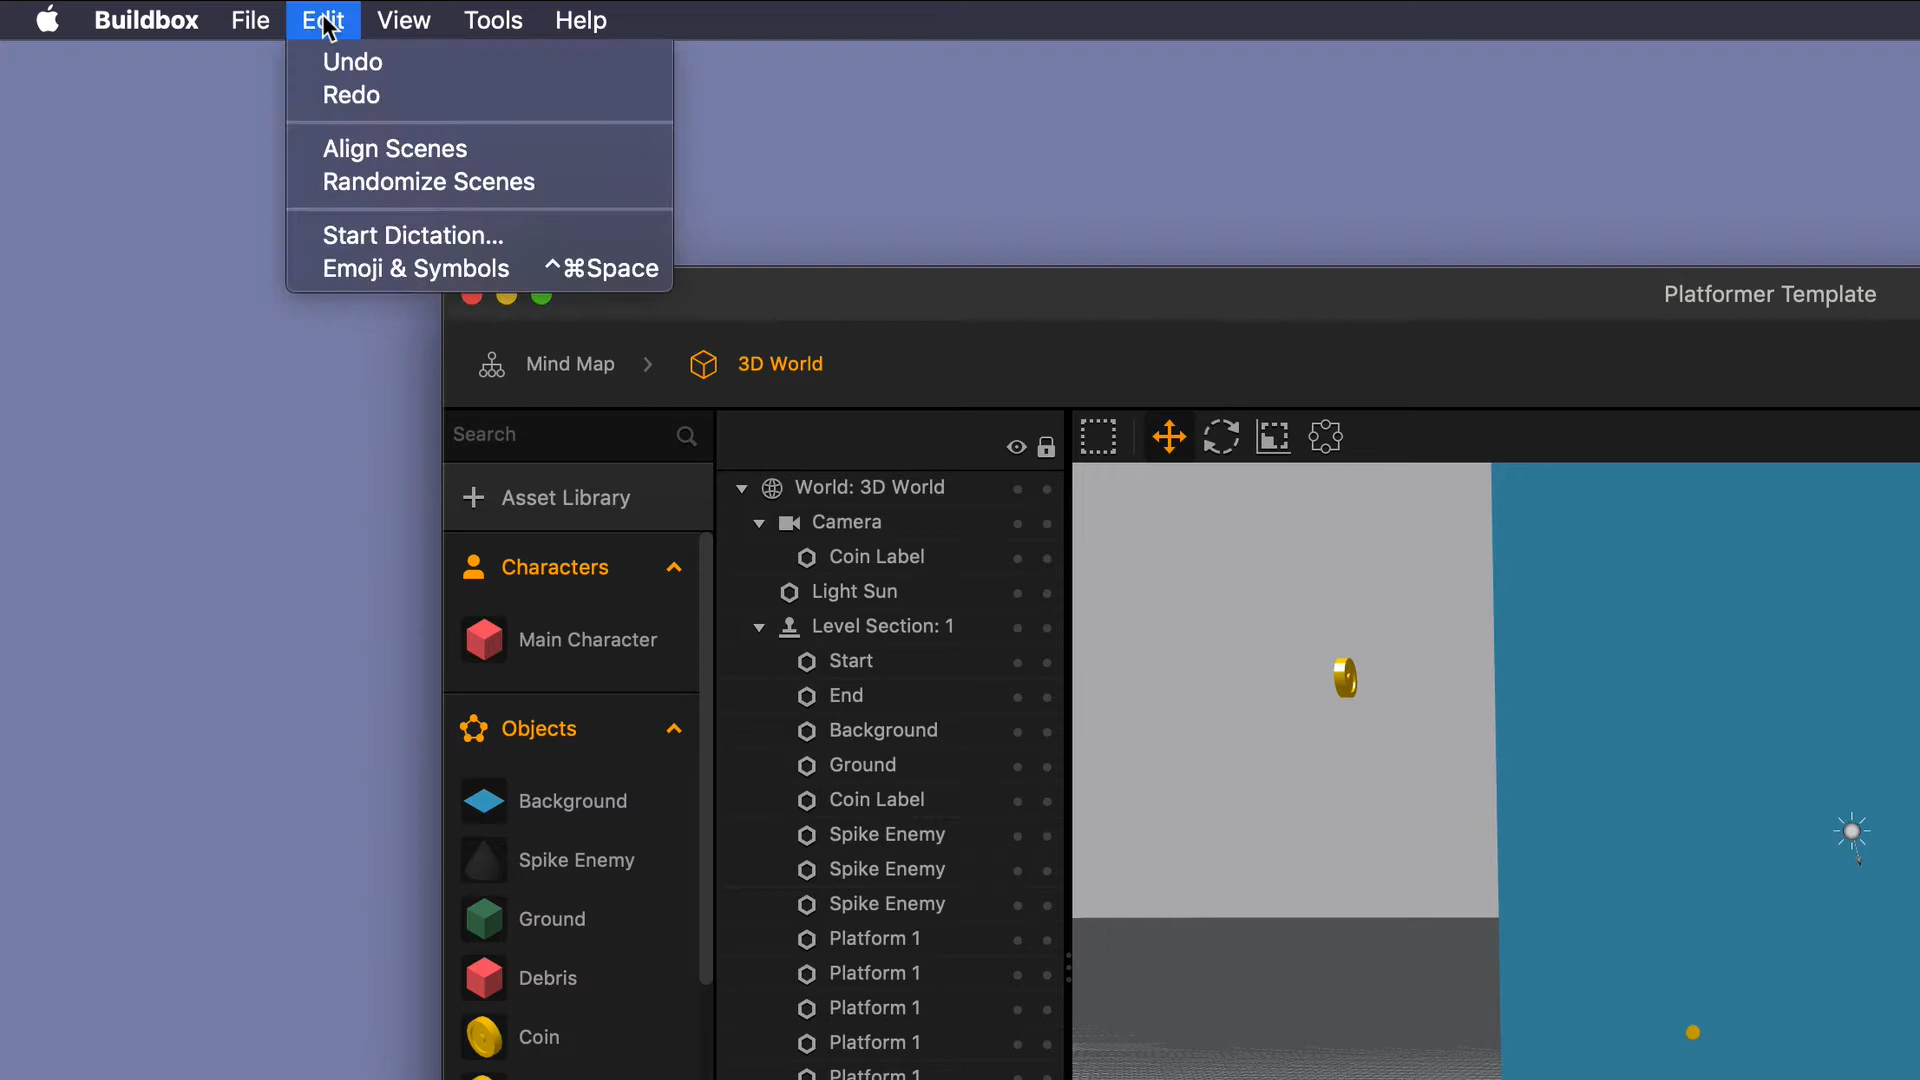 Buildbox File Edit View Tools Help
Undo
Redo
Align Scenes
Randomize Scenes
Start Dictation...
Emoji & Symbols ^⌘Space
Platformer Template
Mind Map 3D World
Search
Asset Library
Characters
Main Character
Objects
Background
Spike Enemy
Ground
Debris
Coin
World: 3D World
Camera
Coin Label
Light Sun
Level Section: 1
Start
End
Background
Ground
Coin Label
Spike Enemy
Spike Enemy
Spike Enemy
Platform 1
Platform 1
Platform 1
Platform 1
Platform 1